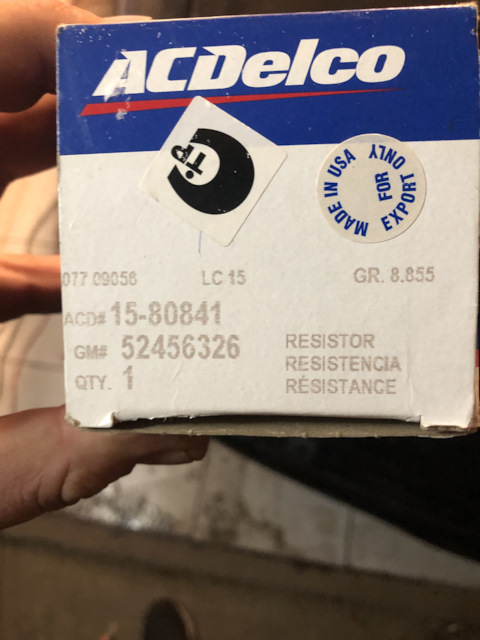 ACDelco
TP
MADE IN USA
FOR
EXPORT ONLY
077 09056 LC 15 GR. 8.855
ACD# 15-80841
GM# 52456326
QTY. 1
RESISTOR
RESISTENCIA
RÉSISTANCE